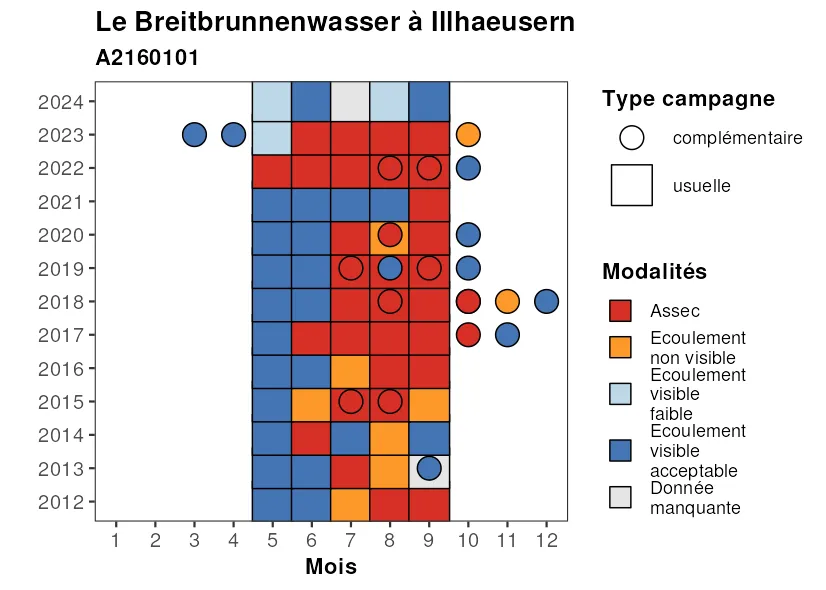 Le Breitbrunnenwasser à Illhaeusern
A2160101
2024
2023
2022
2021
2020
2019
2018
2017
2016
2015
2014
2013
2012
1 2 3 4 5 6 7 8 9 10 11 12
Mois
Type campagne
complémentaire
usuelle
Modalités
Assec
Ecoulement
non visible
Ecoulement
visible
faible
Ecoulement
visible
acceptable
Donnée
manquante